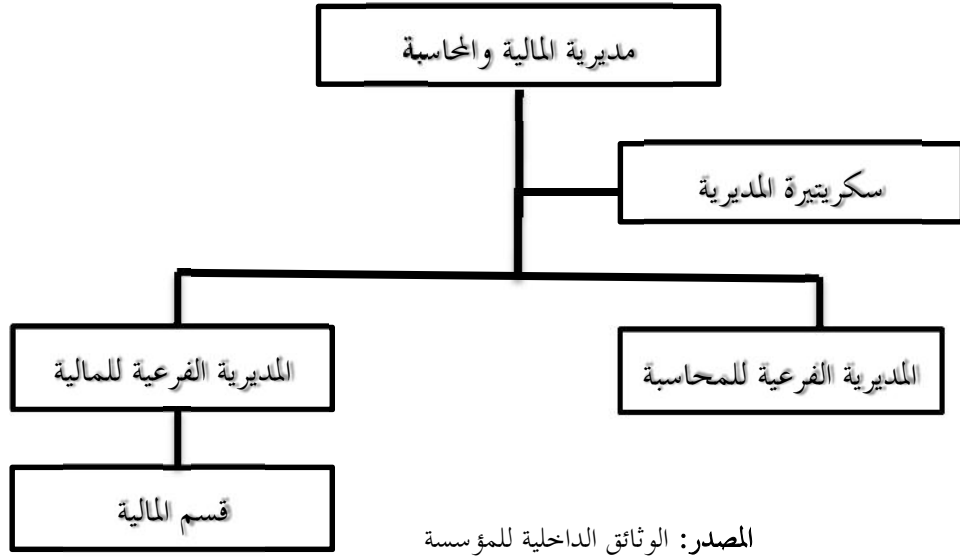 مديرية المالية والمحاسبة
سكريتيرة المديرية
المديرية الفرعية للمحاسبة
المديرية الفرعية للمالية
قسم المالية
المصدر: الوثائق الداخلية للمؤسسة